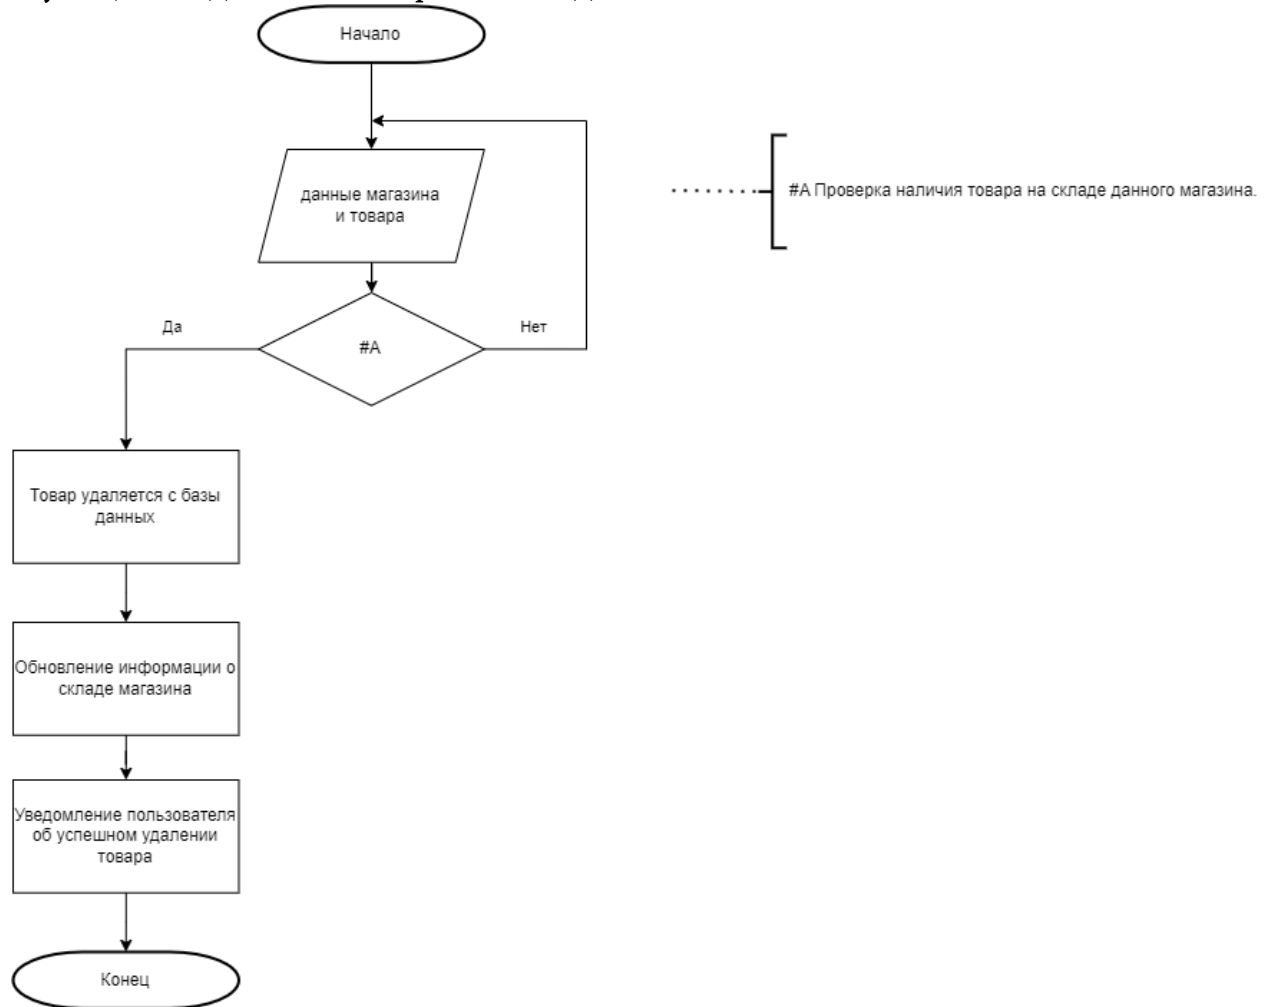 Начало
данные магазина
и товара
#А Проверка наличия товара на складе данного магазина.
Да
#А
Нет
Товар удаляется с базы
данных
Обновление информации о
складе магазина
Уведомление пользователя
об успешном удалении
товара
Конец